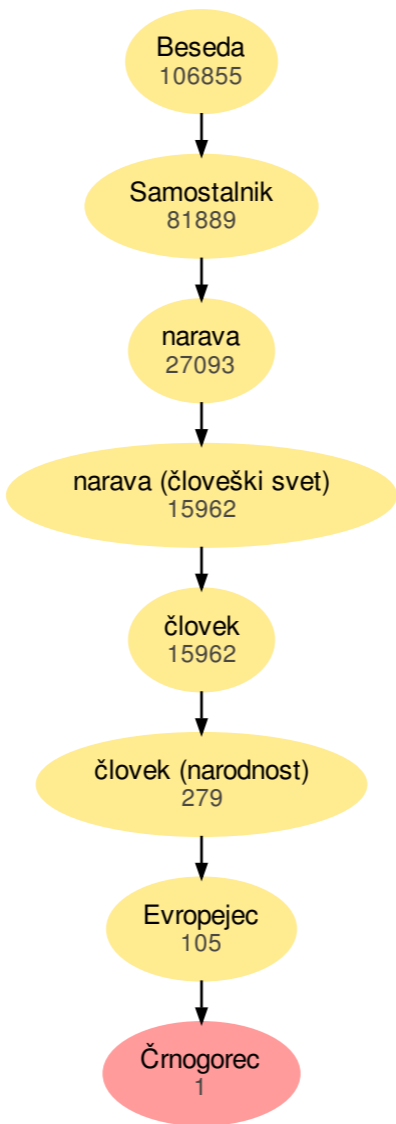 Beseda
106855
Samostalnik
81889
narava
27093
narava (človeški svet)
15962
človek
15962
človek (narodnost)
279
Evropejec
105
Črnogorec
1